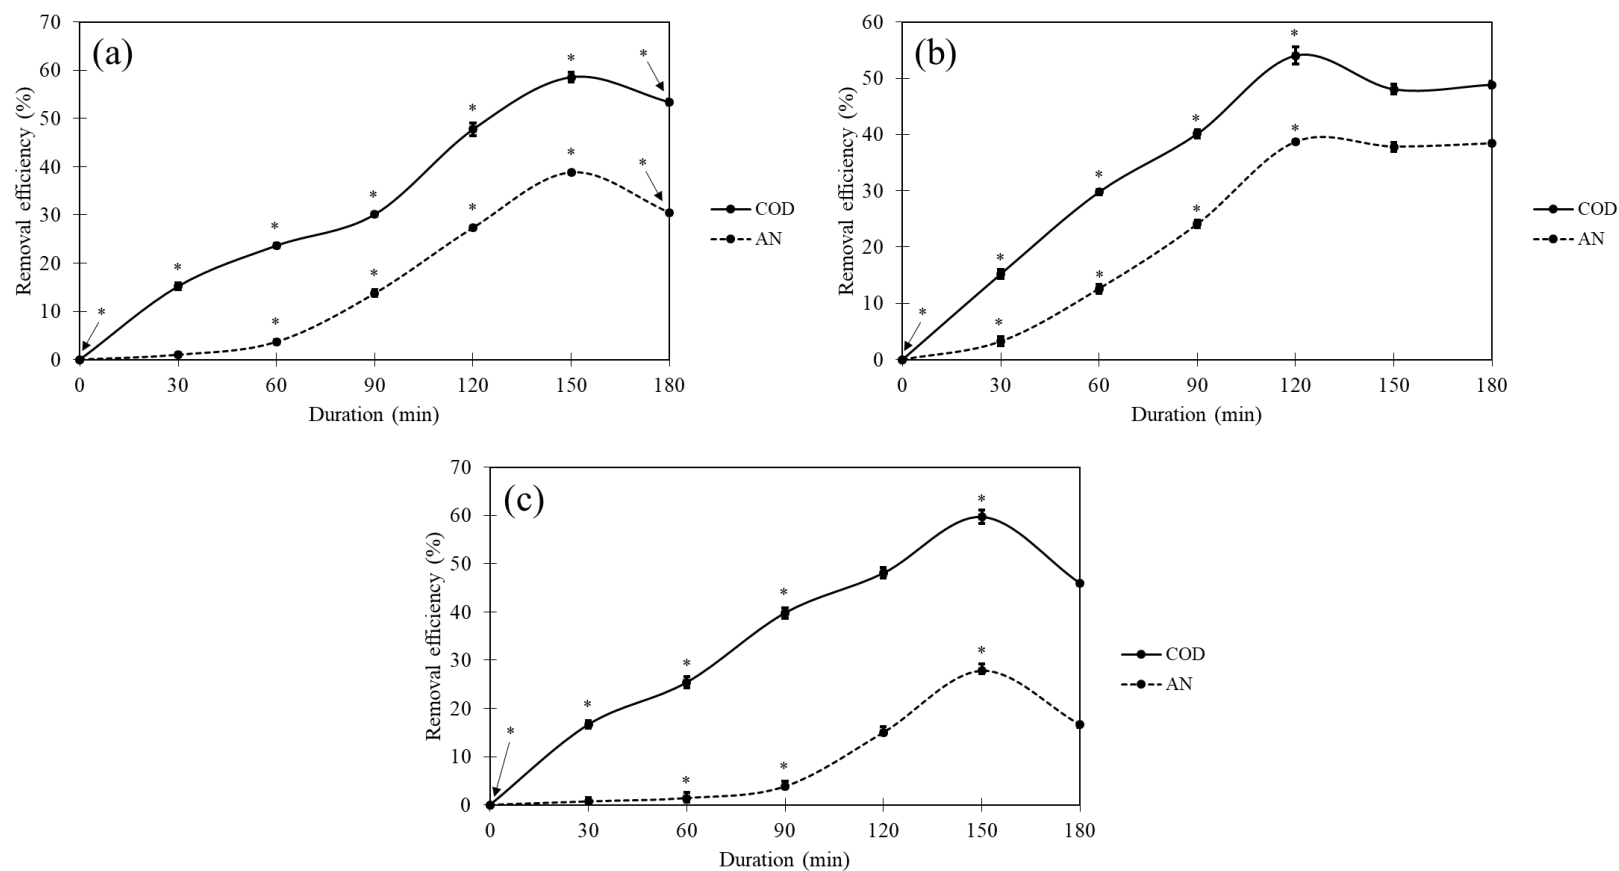 (a)
Removal efficiency (%)
70
60
50
40
30
20
10
0
* * * * * * *
* * * * *
0 30 60 90 120 150 180
Duration (min)
COD
AN
(b)
Removal efficiency (%)
60
50
40
30
20
10
0
* * * * *
* * * *
0 30 60 90 120 150 180
Duration (min)
COD
AN
(c)
Removal efficiency (%)
70
60
50
40
30
20
10
0
* * * * *
* * *
0 30 60 90 120 150 180
Duration (min)
COD
AN